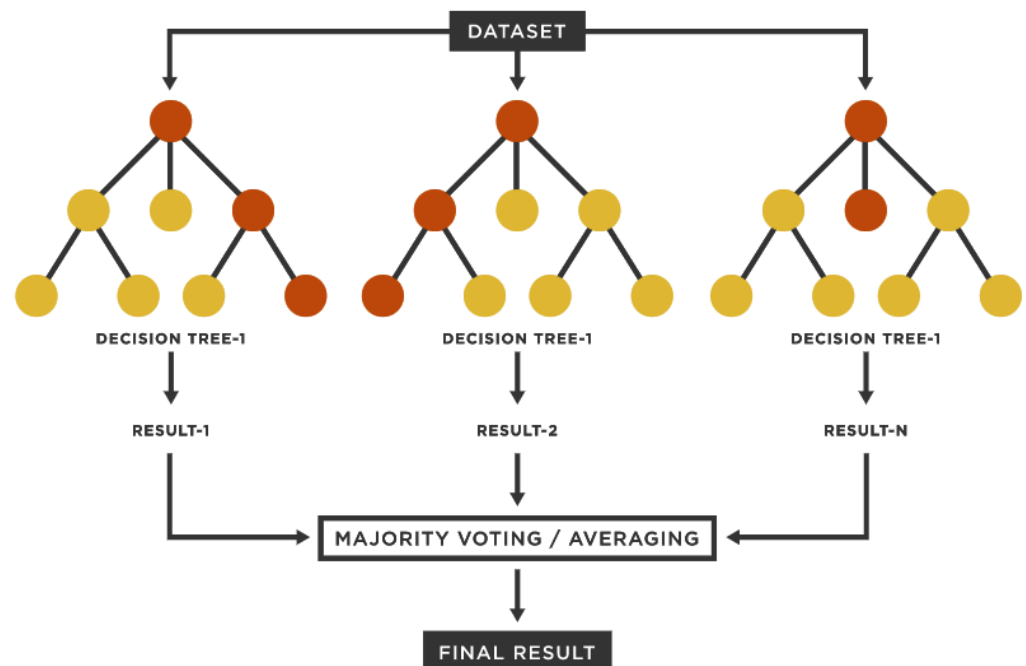 DATASET
DECISION TREE-1
DECISION TREE-1
DECISION TREE-1
RESULT-1
RESULT-2
RESULT-N
MAJORITY VOTING / AVERAGING
FINAL RESULT